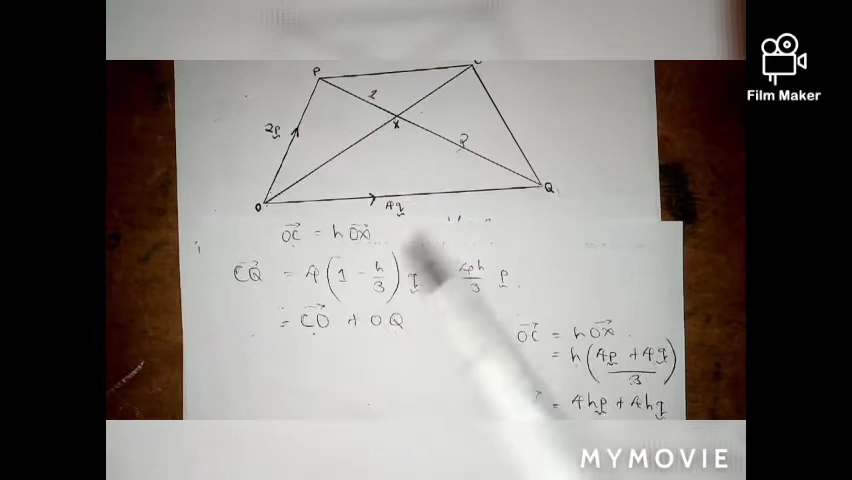 P
2
X
2p
2
Q
O
4q
OC = h OX
CQ = 4(1 - h/3) q 4h/3 p.
= CO + OQ
OC = h OX
= h(4p + 4q / 3)
= 4hp + 4hq
Film Maker
MYMOVIE